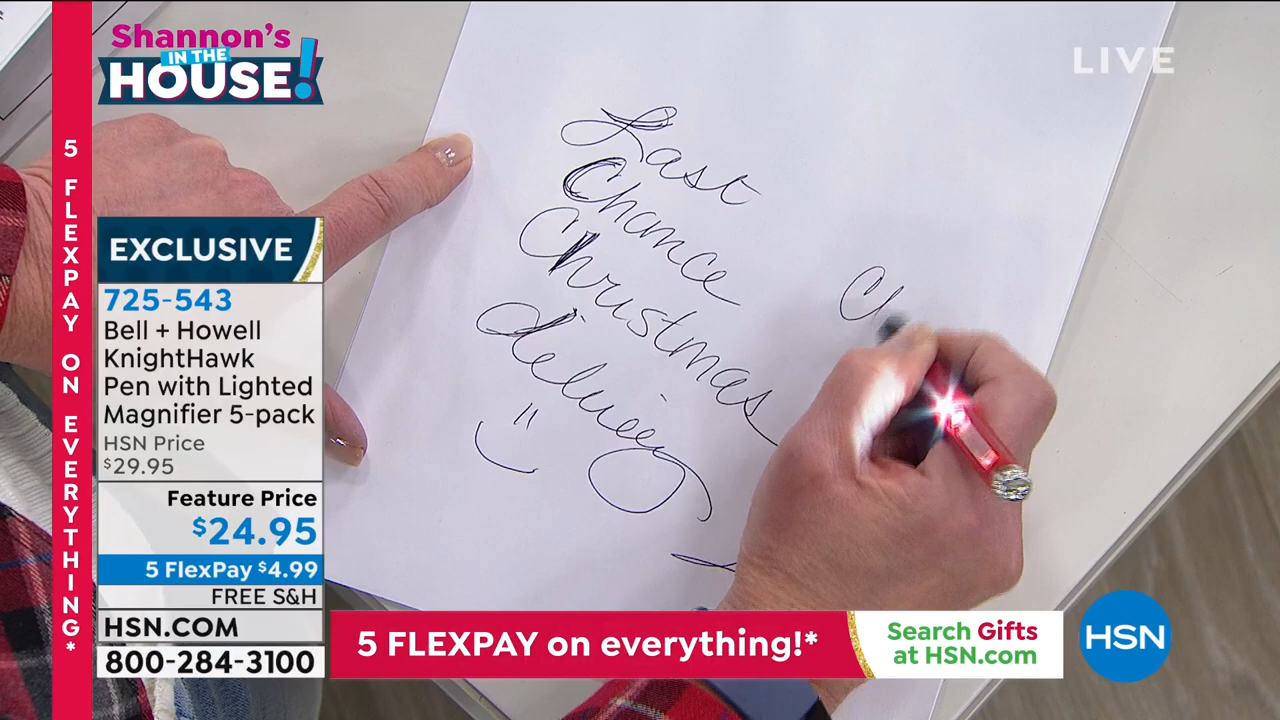 Shannon's
IN THE
HOUSE!
LIVE
5 FLEXPAY ON EVERYTHING*
EXCLUSIVE
725-543
Bell + Howell
KnightHawk
Pen with Lighted
Magnifier 5-pack
HSN Price
$29.95
Feature Price
$24.95
5 FlexPay $4.99
FREE S&H
HSN.COM
800-284-3100
Last
Chance
Christmas
delivery
5 FLEXPAY on everything!*
Search Gifts
at HSN.com
HSN